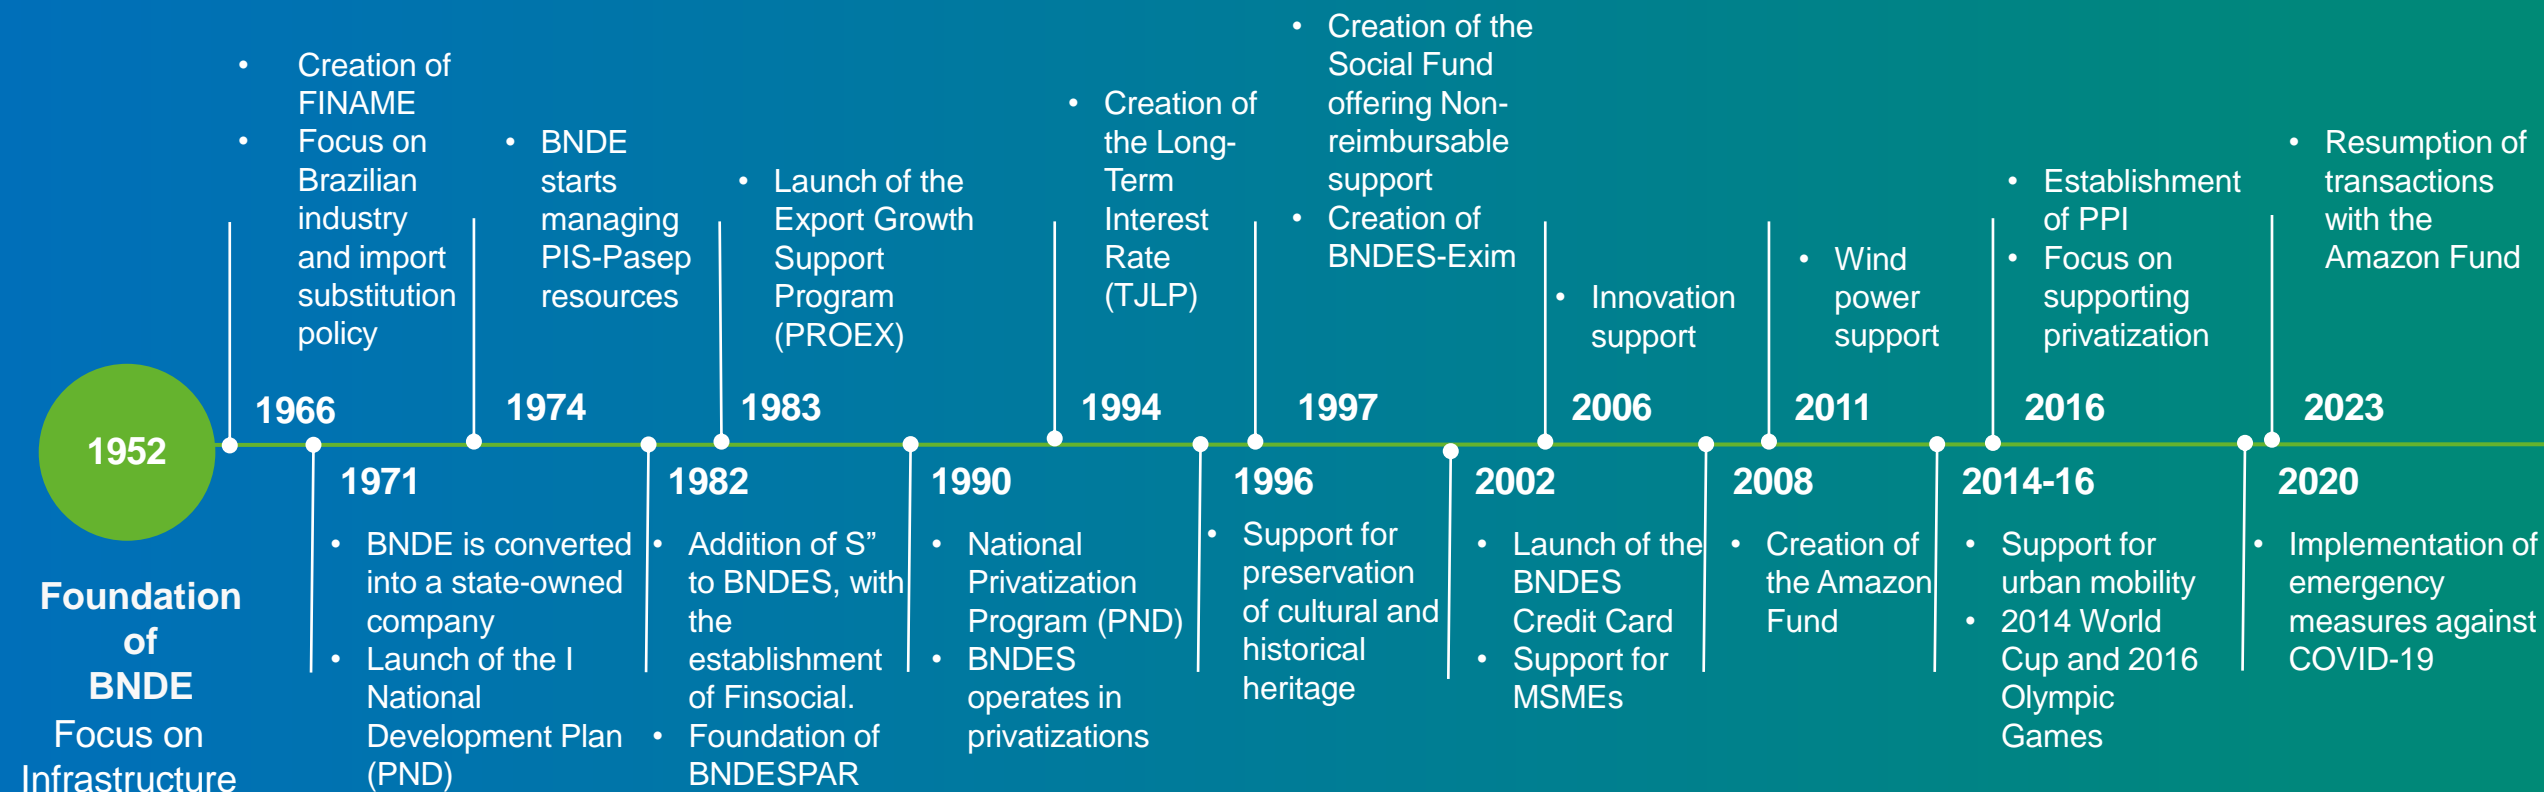 1952
Foundation
of
BNDE
Focus on
Infrastructure
• Creation of
FINAME
• Focus on
Brazilian
industry
and import
substitution
policy
1966
1971
• BNDE is converted
into a state-owned
company
• Launch of the I
National
Development Plan
(PND)
• BNDE
starts
managing
PIS-Pasep
resources
1974
1982
• Addition of S”
to BNDES, with
the
establishment
of Finsocial.
• Foundation of
BNDESPAR
• Launch of the
Export Growth
Support
Program
(PROEX)
1983
1990
• National
Privatization
Program (PND)
• BNDES
operates in
privatizations
• Creation of
the Long-
Term
Interest
Rate
(TJLP)
1994
1996
• Support for
preservation
of cultural and
historical
heritage
• Creation of the
Social Fund
offering Non-
reimbursable
support
• Creation of
BNDES-Exim
1997
2002
• Launch of the
BNDES
Credit Card
• Support for
MSMEs
• Innovation
support
2006
2008
• Creation of
the Amazon
Fund
• Wind
power
support
2011
2014-16
• Support for
urban mobility
• 2014 World
Cup and 2016
Olympic
Games
• Establishment
of PPI
• Focus on
supporting
privatization
2016
2020
• Implementation of
emergency
measures against
COVID-19
• Resumption of
transactions
with the
Amazon Fund
2023